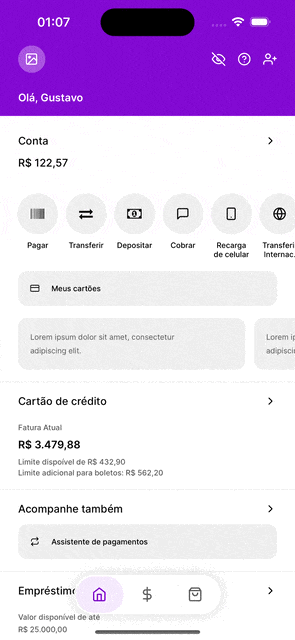 01:07
Olá, Gustavo
Conta
R$ 122,57
Pagar
Transferir
Depositar
Cobrar
Recarga
de celular
Transferi
Internac.
Meus cartões
Lorem ipsum dolor sit amet, consectetur
adipiscing elit.
Lorem ip
adipiscin
Cartão de crédito
Fatura Atual
R$ 3.479,88
Limite dispoível de R$ 432,90
Limite adicional para boletos: R$ 562,20
Acompanhe também
Assistente de pagamentos
Empréstimo
Valor disponível de até
R$ 25.000,00